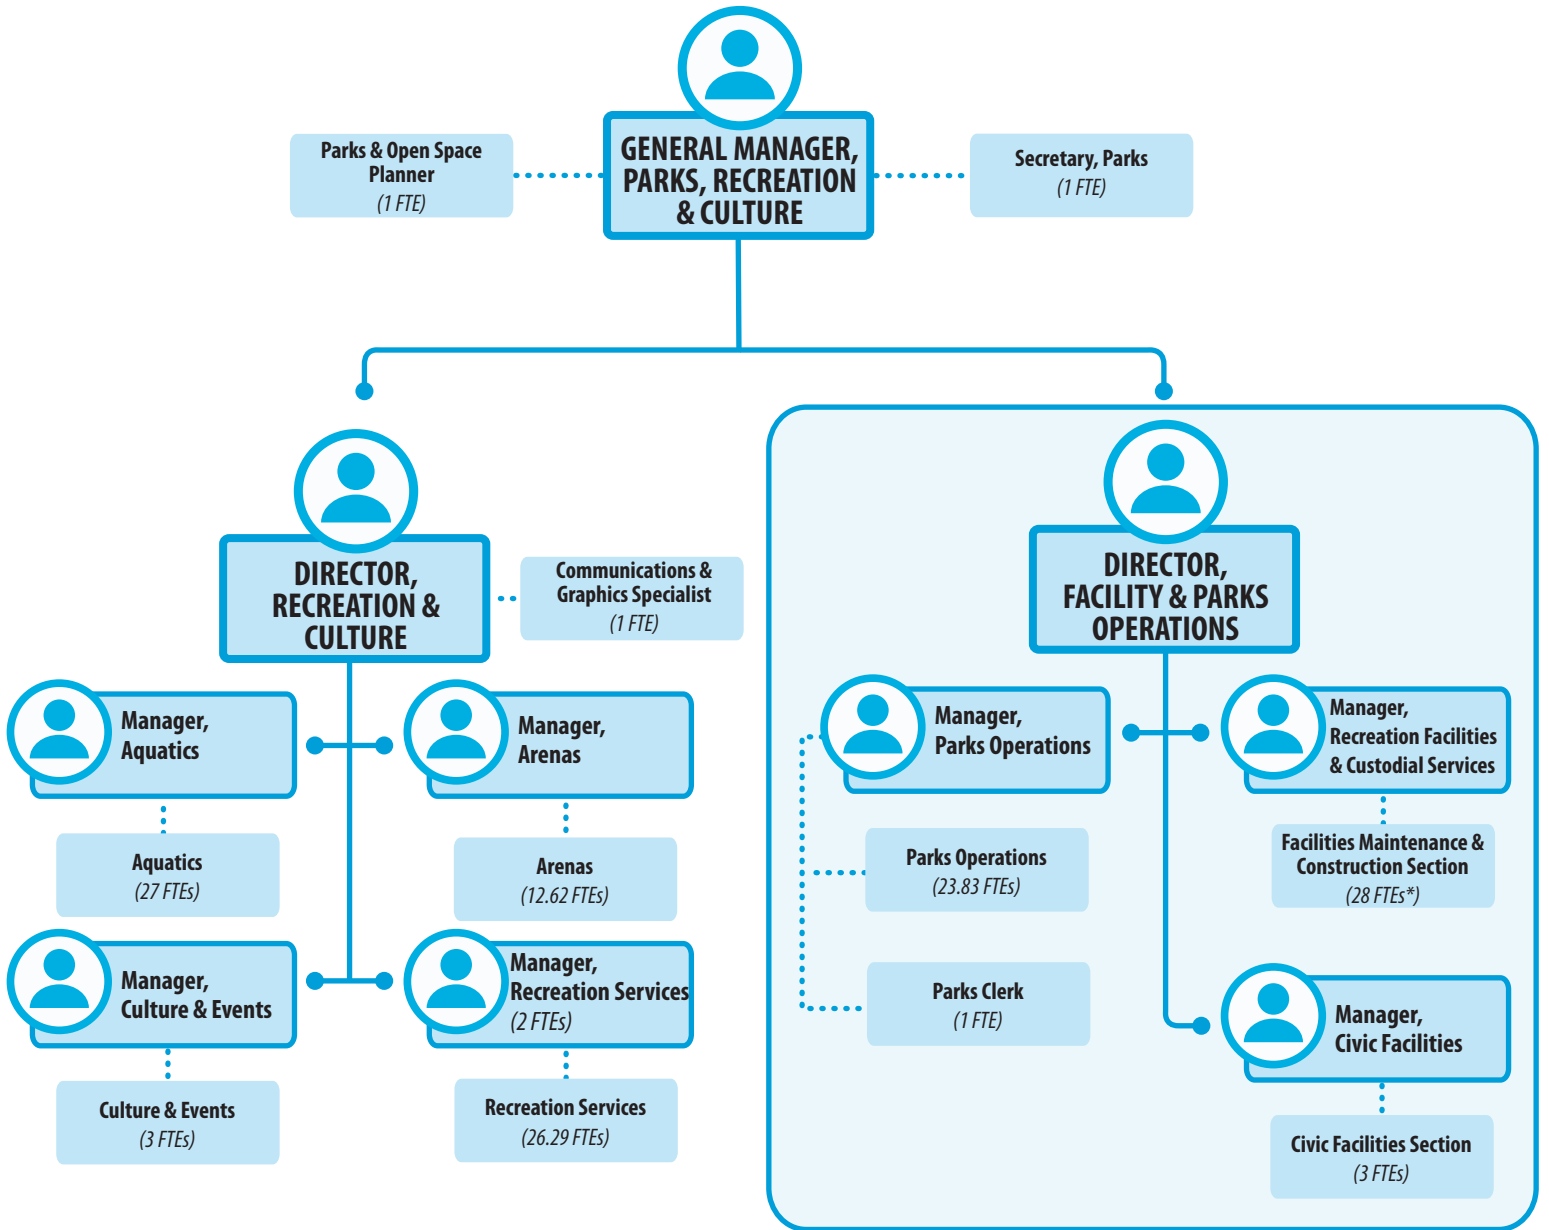 GENERAL MANAGER,
PARKS, RECREATION
& CULTURE
Parks & Open Space
Planner
(1 FTE)
Secretary, Parks
(1 FTE)
DIRECTOR,
RECREATION &
CULTURE
Communications &
Graphics Specialist
(1 FTE)
Manager,
Aquatics
Manager,
Arenas
Aquatics
(27 FTEs)
Arenas
(12.62 FTEs)
Manager,
Culture & Events
Manager,
Recreation Services
(2 FTEs)
Culture & Events
(3 FTEs)
Recreation Services
(26.29 FTEs)
DIRECTOR,
FACILITY & PARKS
OPERATIONS
Manager,
Parks Operations
Manager,
Recreation Facilities
& Custodial Services
Parks Operations
(23.83 FTEs)
Facilities Maintenance &
Construction Section
(28 FTEs*)
Parks Clerk
(1 FTE)
Manager,
Civic Facilities
Civic Facilities Section
(3 FTEs)